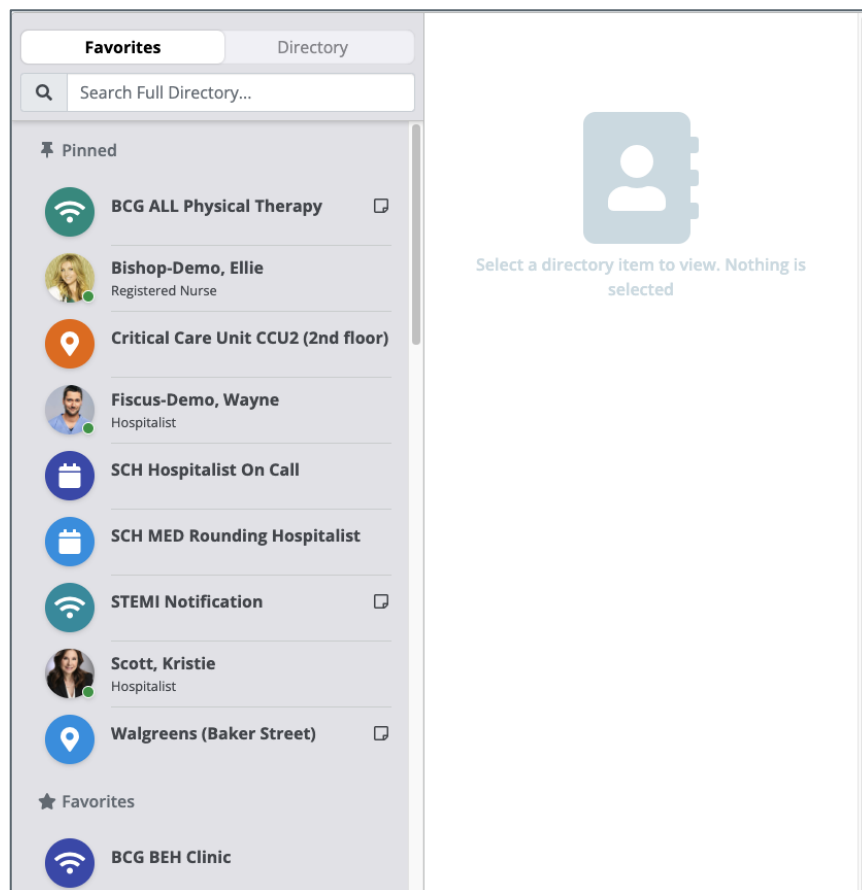 Favorites
Directory
Search Full Directory...
Pinned
BCG ALL Physical Therapy
Bishop-Demo, Ellie
Registered Nurse
Critical Care Unit CCU2 (2nd floor)
Fiscus-Demo, Wayne
Hospitalist
SCH Hospitalist On Call
SCH MED Rounding Hospitalist
STEMI Notification
Scott, Kristie
Hospitalist
Walgreens (Baker Street)
Favorites
BCG BEH Clinic
Select a directory item to view. Nothing is
selected